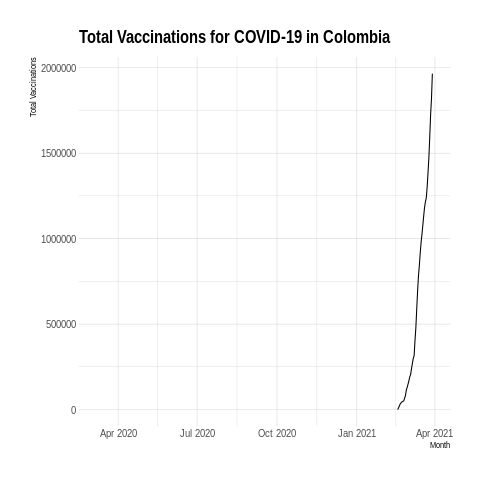 Total Vaccinations for COVID-19 in Colombia
Total Vaccinations
2000000
1500000
1000000
500000
0
Apr 2020 Jul 2020 Oct 2020 Jan 2021 Apr 2021
Month